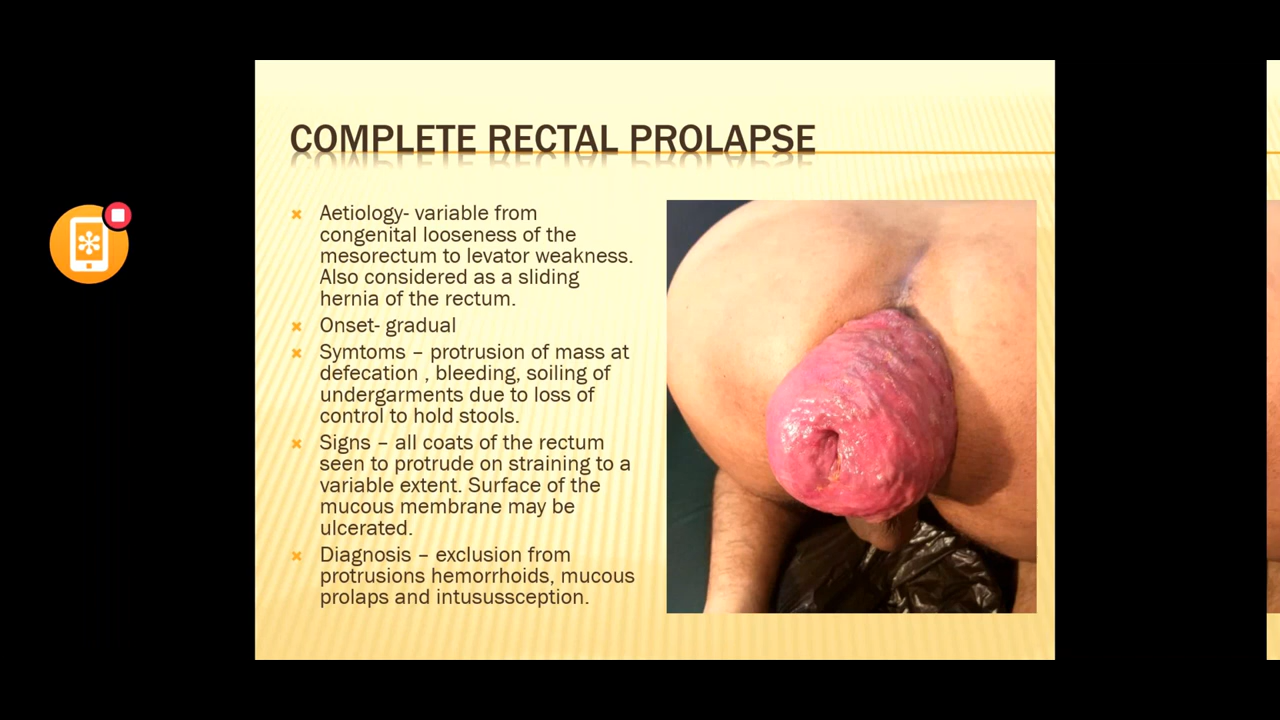 COMPLETE RECTAL PROLAPSE
Aetiology- variable from
congenital looseness of the
mesorectum to levator weakness.
Also considered as a sliding
hernia of the rectum.
Onset- gradual
Symtoms – protrusion of mass at
defecation , bleeding, soiling of
undergarments due to loss of
control to hold stools.
Signs – all coats of the rectum
seen to protrude on straining to a
variable extent. Surface of the
mucous membrane may be
ulcerated.
Diagnosis – exclusion from
protrusions hemorrhoids, mucous
prolaps and intusussception.